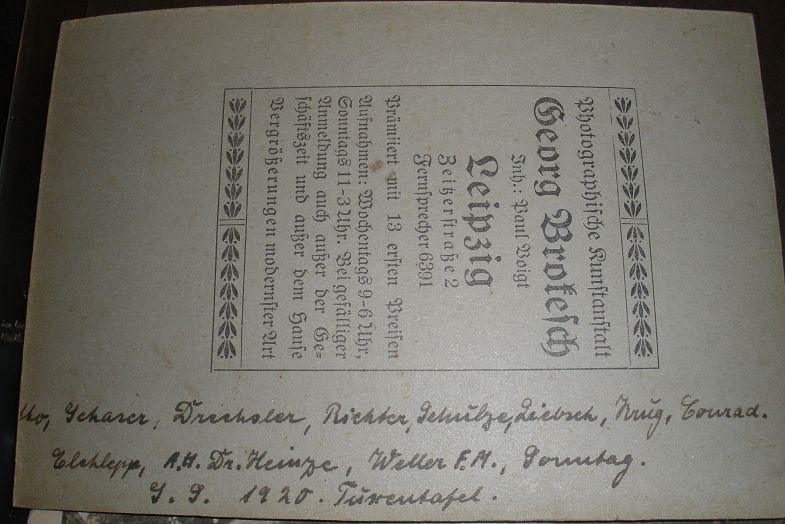 Photographische Kunstanstalt
Georg Brokesch
Inh.: Paul Voigt
Leipzig
Zeitzerstraße 2
Fernsprecher 6391
Prämiiert mit 13 ersten Preisen
Aufnahmen: Wochentags 9-6 Uhr,
Sonntags 11-3 Uhr. Bei gefälliger
Anmeldung auch außer der Ge-
schäftszeit und außer dem Hause
Vergrößerungen modernster Art
Schaser, Drechsler, Richter, Schulze, Liebsch, Krug, Conrad.
A.H. Dr. Heinze, Weller F.M., Sonntag.
S. S. 1920.